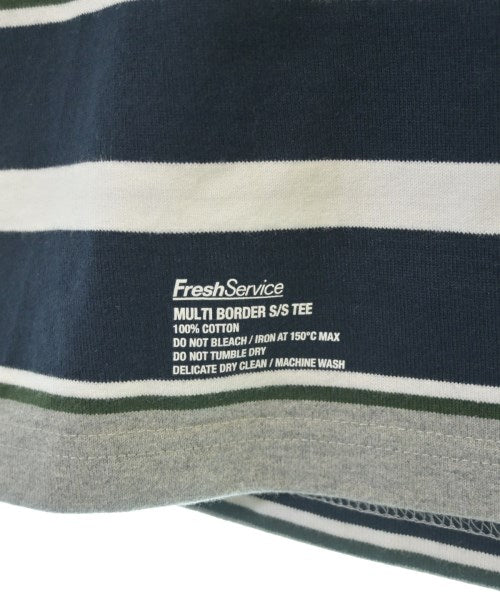 FreshService
MULTI BORDER S/S TEE
100% COTTON
DO NOT BLEACH / IRON AT 150°C MAX
DO NOT TUMBLE DRY
DELICATE DRY CLEAN / MACHINE WASH